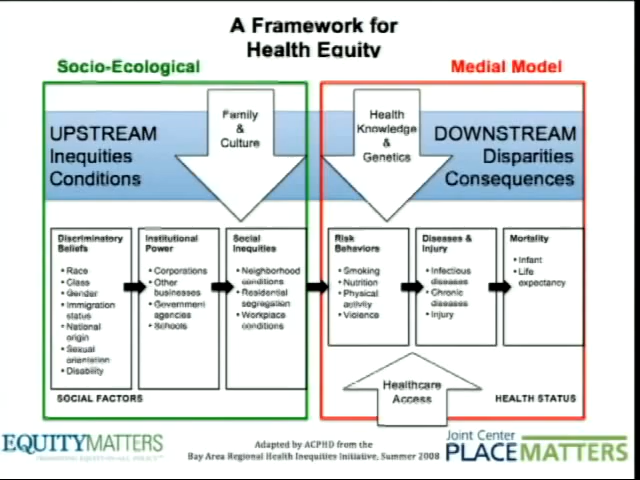 A Framework for
Health Equity
Socio-Ecological
Medial Model
Family
&
Culture
Health
Knowledge
&
Genetics
UPSTREAM
Inequities
Conditions
DOWNSTREAM
Disparities
Consequences
Discriminatory
Beliefs
• Race
• Class
• Gender
• Immigration
status
• National
origin
• Sexual
orientation
• Disability
Institutional
Power
• Corporations
• Other
businesses
• Government
agencies
• Schools
Social
Inequities
• Neighborhood
conditions
• Residential
segregation
• Workplace
conditions
Risk
Behaviors
• Smoking
• Nutrition
• Physical
activity
• Violence
Diseases &
Injury
• Infectious
diseases
• Chronic
diseases
• Injury
Mortality
• Infant
• Life
expectancy
Healthcare
Access
SOCIAL FACTORS
HEALTH STATUS
EQUITYMATTERS
Adapted by ACPHD from the
Bay Area Regional Health Inequities Initiative, Summer 2008
Joint Center
PLACEMATTERS